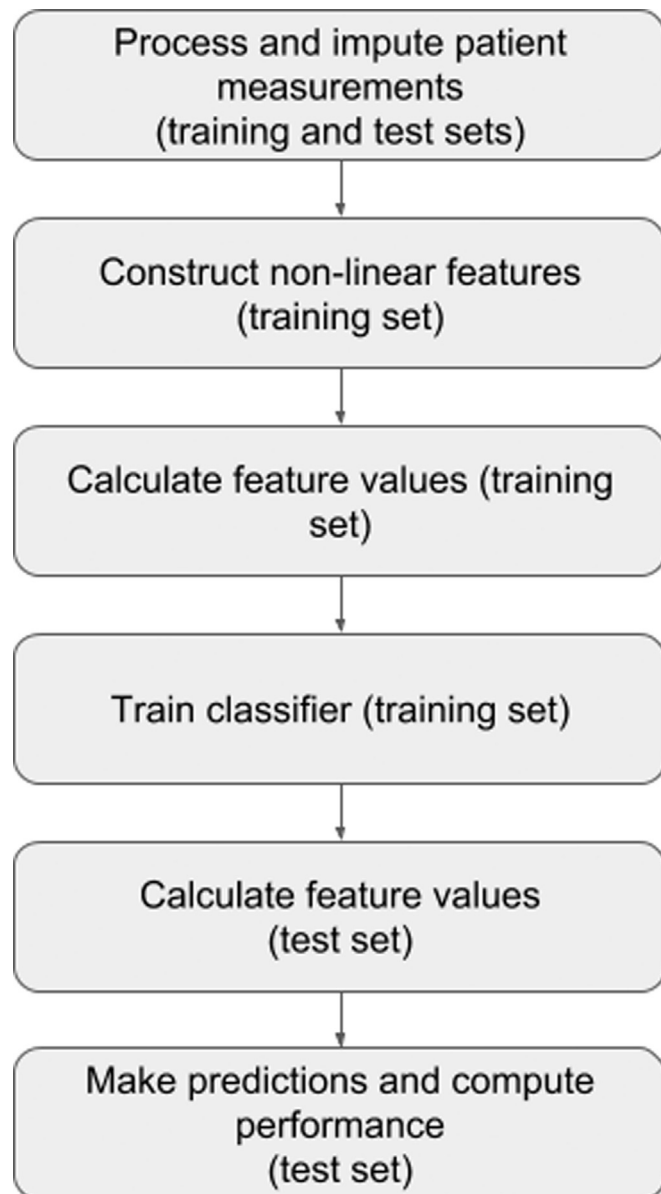 Process and impute patient
measurements
(training and test sets)
Construct non-linear features
(training set)
Calculate feature values (training
set)
Train classifier (training set)
Calculate feature values
(test set)
Make predictions and compute
performance
(test set)